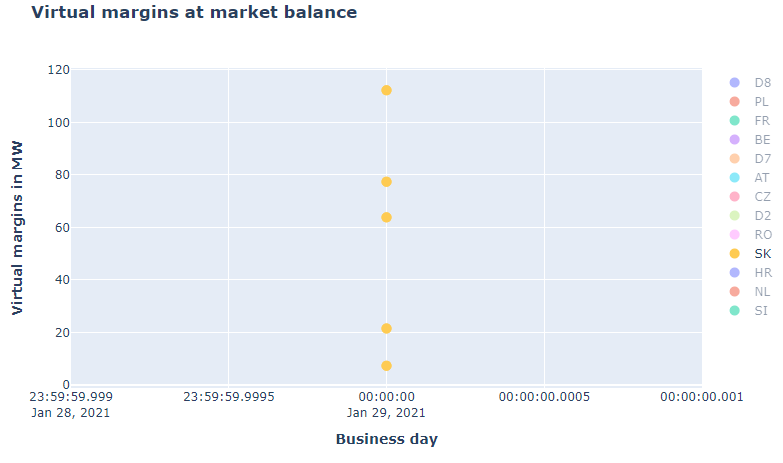 Virtual margins at market balance
120
100
80
60
40
20
0
Virtual margins in MW
23:59:59.999
Jan 28, 2021
23:59:59.9995
00:00:00
Jan 29, 2021
00:00:00.0005
00:00:00.001
Business day
D8
PL
FR
BE
D7
AT
CZ
D2
RO
SK
HR
NL
SI